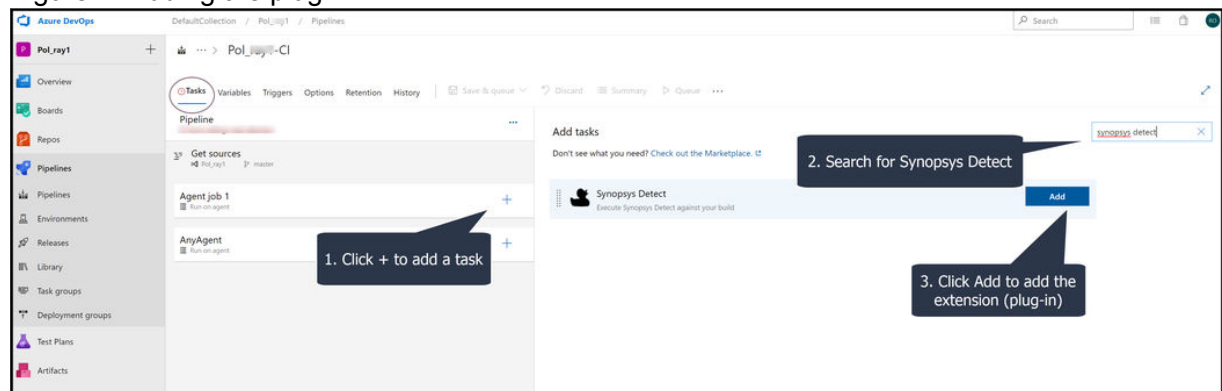 Azure DevOps
DefaultCollection / Pol_ / Pipelines
Search
Pol_ray1
... > Pol_-CI
Overview
Boards
Repos
Pipelines
Pipelines
Environments
Releases
Library
Task groups
Deployment groups
Test Plans
Artifacts
Tasks Variables Triggers Options Retention History Save & queue Discard Summary Queue ...
Pipeline
Get sources
Pol_ray1 master
Agent job 1
Run on agent
AnyAgent
Run on agent
1. Click + to add a task
Add tasks
synopsys detect
Don't see what you need? Check out the Marketplace.
2. Search for Synopsys Detect
Synopsys Detect
Execute Synopsys Detect against your build
Add
3. Click Add to add the
extension (plug-in)